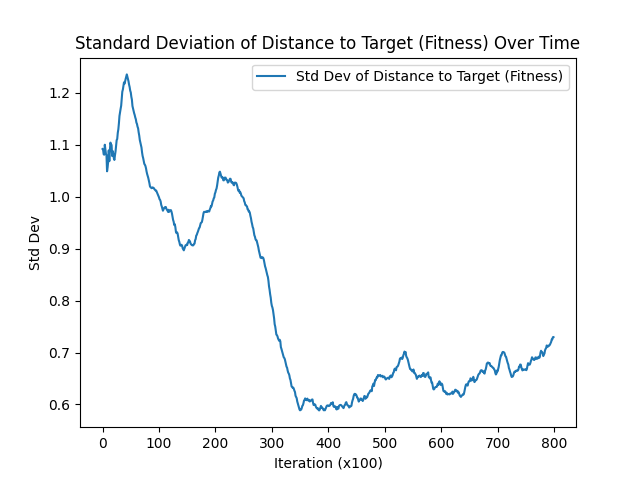 Standard Deviation of Distance to Target (Fitness) Over Time
Std Dev of Distance to Target (Fitness)
1.2
1.1
1.0
0.9
0.8
0.7
0.6
Std Dev
0 100 200 300 400 500 600 700 800
Iteration (x100)